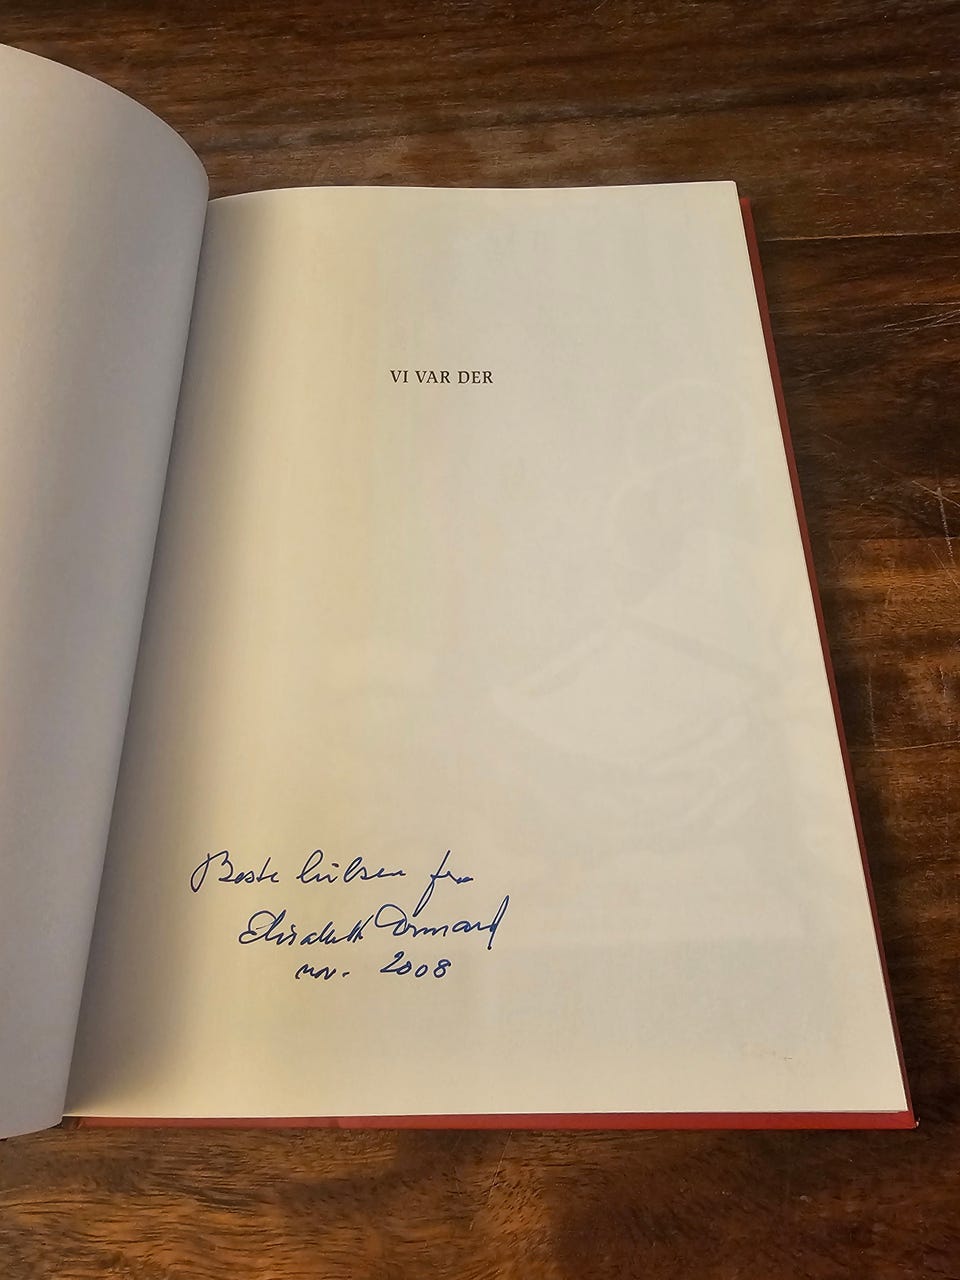 VI VAR DER
Beste hilsen fra
Elisabeth
nov. 2008